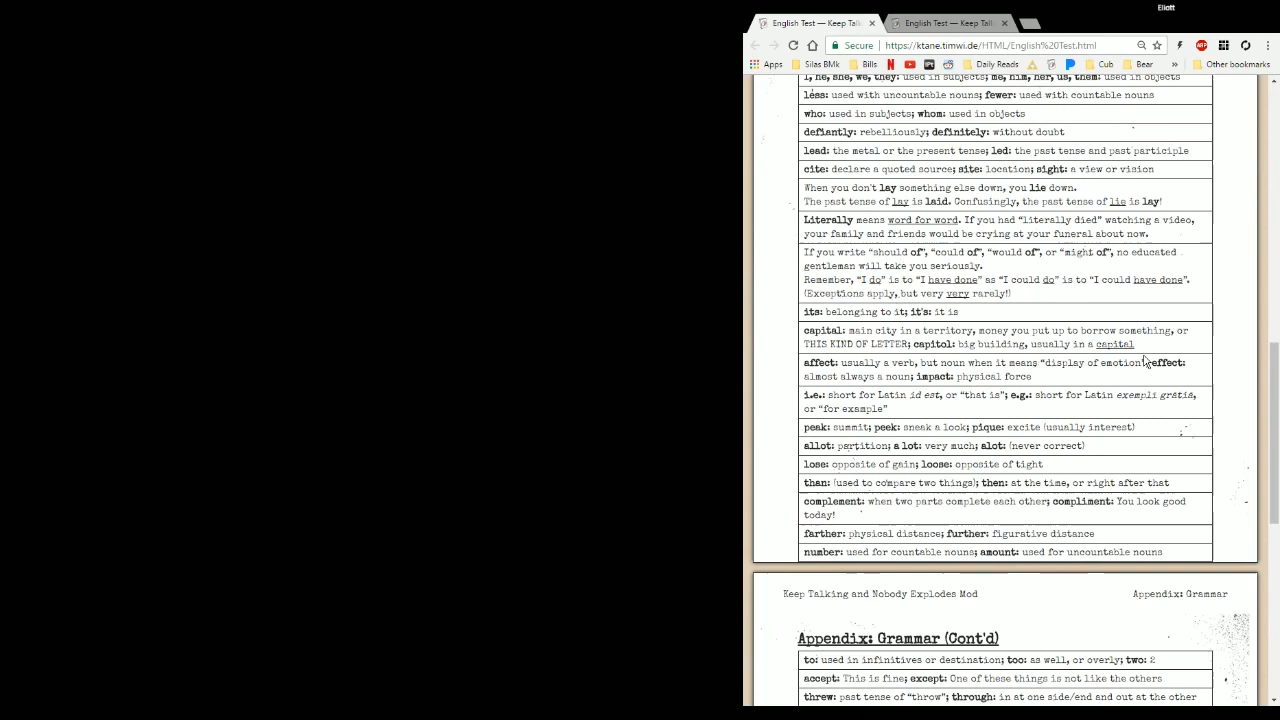 Eliott
English Test — Keep Talk
English Test — Keep Talk
Secure
https://ktane.timwi.de/HTML/English%20Test.html
Apps
Silas BMk
Bills
Daily Reads
Cub
Bear
»
Other bookmarks
I, he, she, we, they: used in subjects; me, him, her, us, them: used in objects
less: used with uncountable nouns; fewer: used with countable nouns
who: used in subjects; whom: used in objects
defiantly: rebelliously; definitely: without doubt
lead: the metal or the present tense; led: the past tense and past participle
cite: declare a quoted source; site: location; sight: a view or vision
When you don't lay something else down, you lie down.
The past tense of lay is laid. Confusingly, the past tense of lie is lay!
Literally means word for word. If you had "literally died" watching a video,
your family and friends would be crying at your funeral about now.
If you write "should of", "could of", "would of", or "might of", no educated
gentleman will take you seriously.
Remember, "I do" is to "I have done" as "I could do" is to "I could have done".
(Exceptions apply, but very very rarely!)
its: belonging to it; it's: it is
capital: main city in a territory, money you put up to borrow something, or
THIS KIND OF LETTER; capitol: big building, usually in a capital
affect: usually a verb, but noun when it means "display of emotion effect:
almost always a noun; impact: physical force
i.e.: short for Latin id est, or "that is"; e.g.: short for Latin exempli gratia,
or "for example"
peak: summit; peek: sneak a look; pique: excite (usually interest)
allot: partition; a lot: very much; alot: (never correct)
lose: opposite of gain; loose: opposite of tight
than: (used to compare two things); then: at the time, or right after that
complement: when two parts complete each other; compliment: You look good
today!
farther: physical distance; further: figurative distance
number: used for countable nouns; amount: used for uncountable nouns
Keep Talking and Nobody Explodes Mod
Appendix: Grammar
Appendix: Grammar (Cont'd)
to: used in infinitives or destination; too: as well, or overly; two: 2
accept: This is fine; except: One of these things is not like the others
threw: past tense of "throw"; through: in at one side/end and out at the other